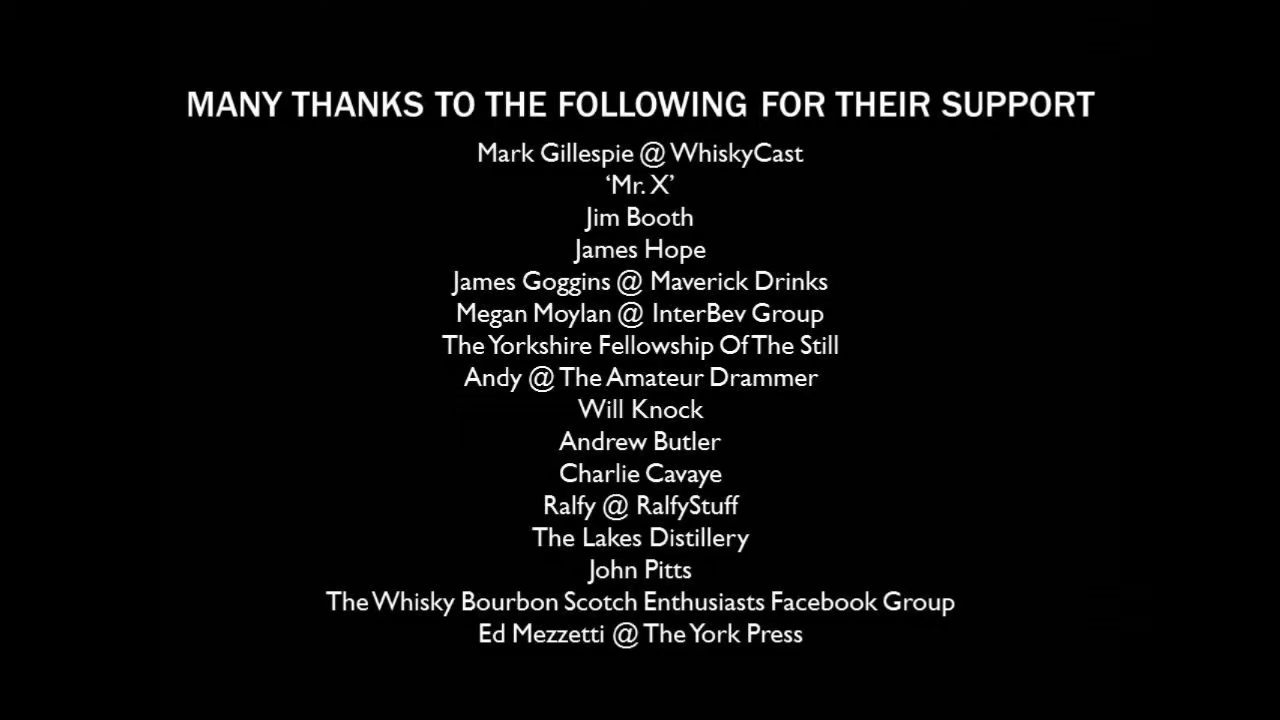 MANY THANKS TO THE FOLLOWING FOR THEIR SUPPORT
Mark Gillespie @ WhiskyCast
‘Mr. X’
Jim Booth
James Hope
James Goggins @ Maverick Drinks
Megan Moylan @ InterBev Group
The Yorkshire Fellowship Of The Still
Andy @ The Amateur Drammer
Will Knock
Andrew Butler
Charlie Cavaye
Ralfy @ RalfyStuff
The Lakes Distillery
John Pitts
The Whisky Bourbon Scotch Enthusiasts Facebook Group
Ed Mezzetti @ The York Press